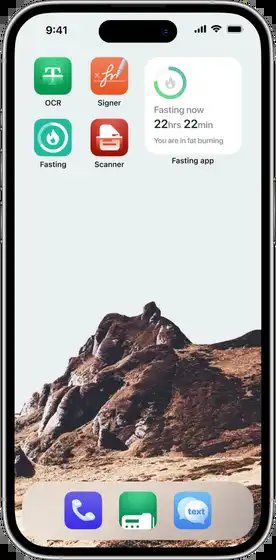 9:41
OCR
Signer
Fasting now
22hrs 22min
You are in fat burning
Fasting
Scanner
Fasting app
text